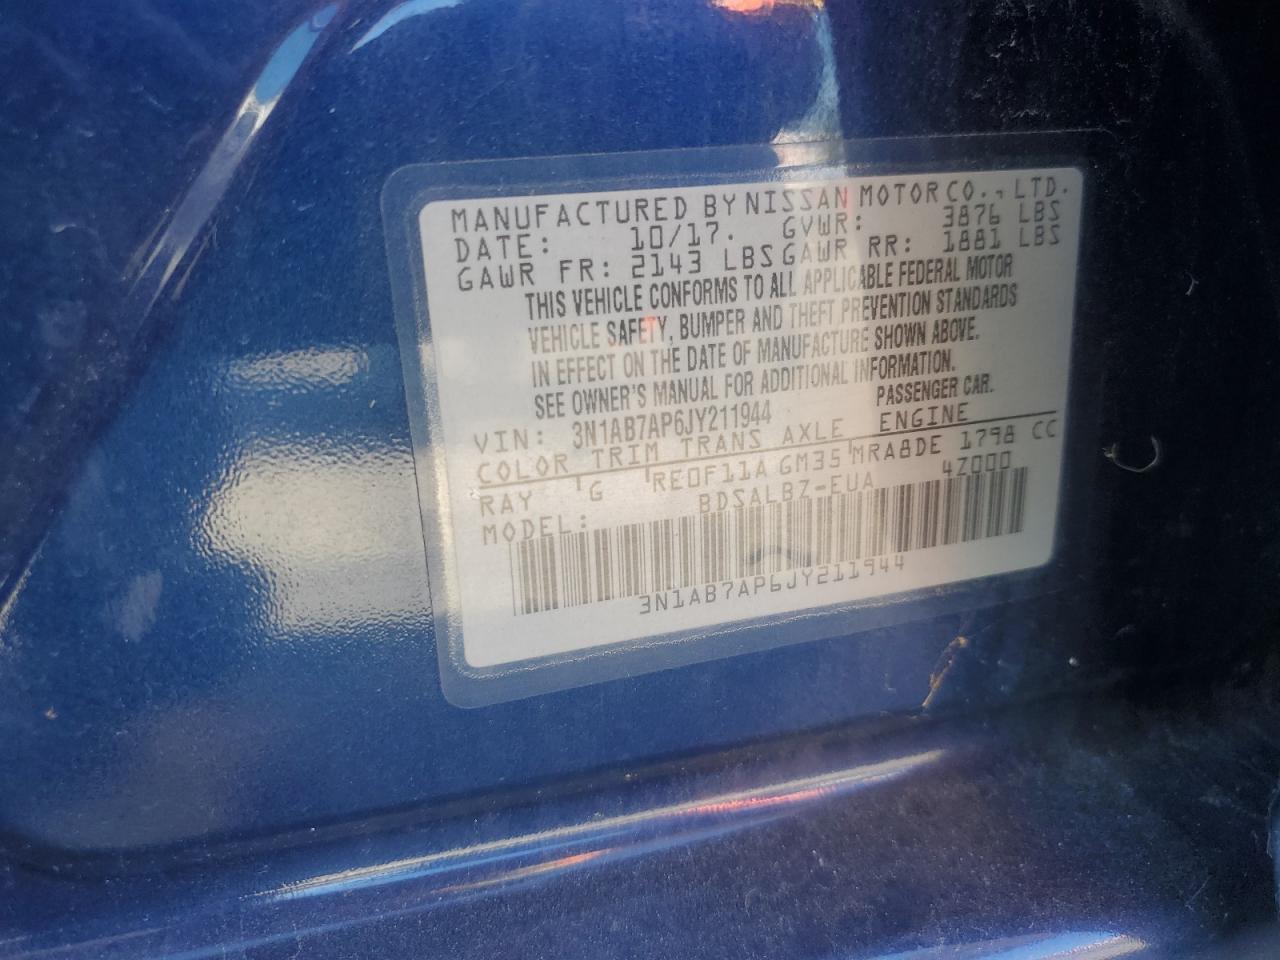 MANUFACTURED BY NISSAN MOTOR CO., LTD.
DATE: 10/17. GVWR: 3876 LBS
GAWR FR: 2143 LBS GAWR RR: 1881 LBS
THIS VEHICLE CONFORMS TO ALL APPLICABLE FEDERAL MOTOR
VEHICLE SAFETY, BUMPER AND THEFT PREVENTION STANDARDS
IN EFFECT ON THE DATE OF MANUFACTURE SHOWN ABOVE.
SEE OWNER'S MANUAL FOR ADDITIONAL INFORMATION.
VIN: 3N1AB7AP6JY211944 PASSENGER CAR.
COLOR TRIM TRANS AXLE ENGINE
RAY G RE0F11A GM35 MRA8DE 1798 CC
MODEL: BDSALBZ-EUA 4Z000
3N1AB7AP6JY211944